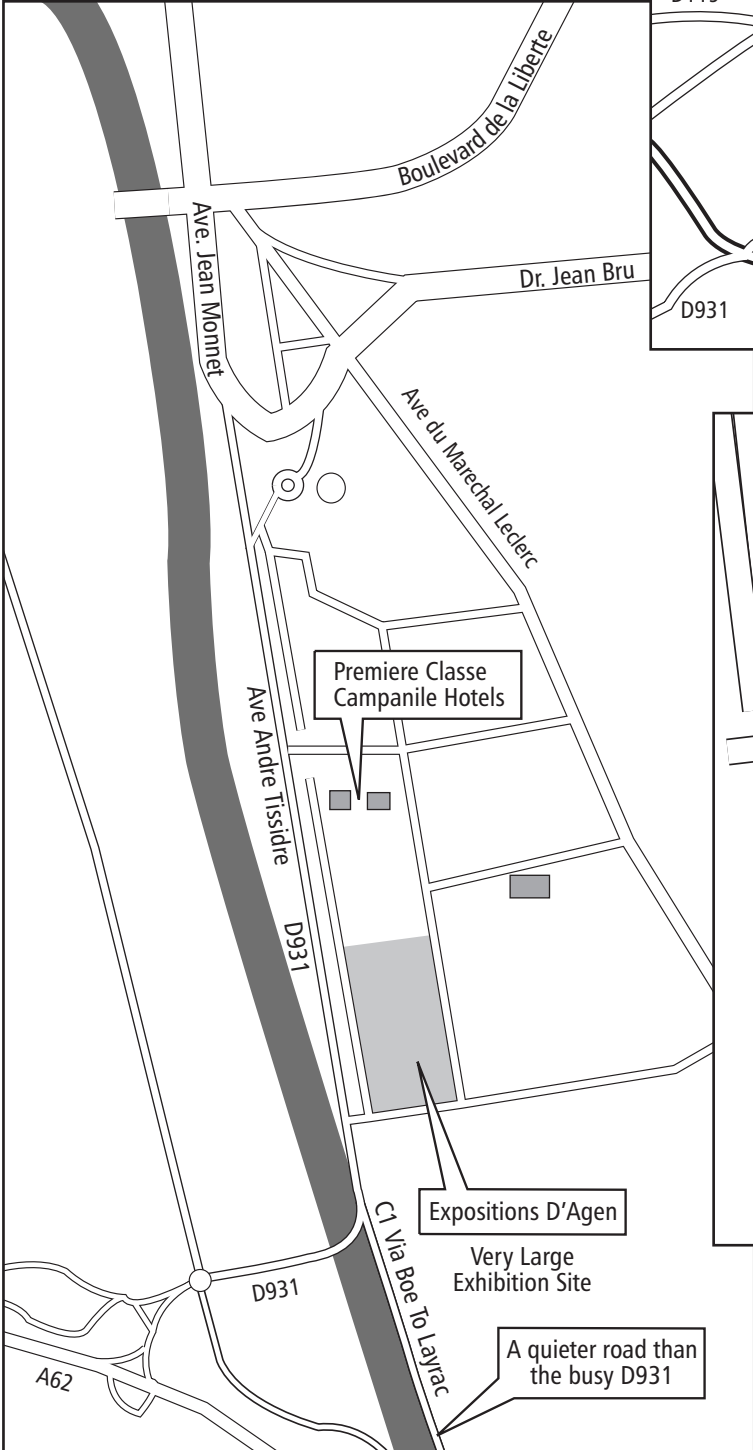 Boulevard de la Liberte
Ave. Jean Monnet
Dr. Jean Bru
D931
Ave du Marechal Leclerc
Premiere Classe
Campanile Hotels
Ave Andre Tissidre
D931
Expositions D'Agen
Very Large
Exhibition Site
C1 Via Boe To Layrac
D931
A62
A quieter road than
the busy D931